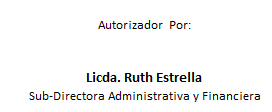 Autorizador Por:
Licda. Ruth Estrella
Sub-Directora Administrativa y Financiera